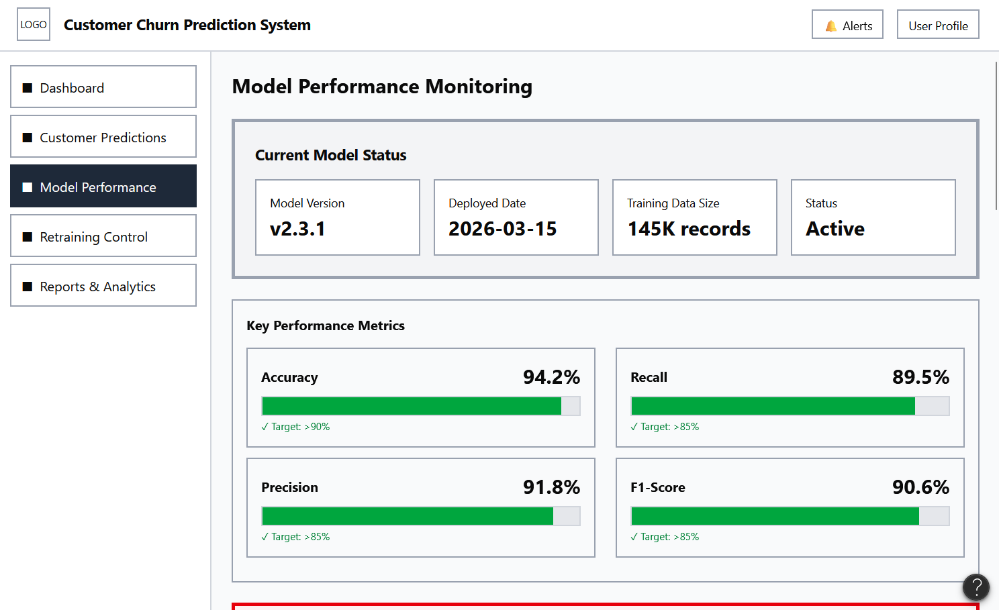 LOGO
Customer Churn Prediction System
🔔 Alerts
User Profile
Dashboard
Customer Predictions
Model Performance
Retraining Control
Reports & Analytics
Model Performance Monitoring
Current Model Status
Model Version
v2.3.1
Deployed Date
2026-03-15
Training Data Size
145K records
Status
Active
Key Performance Metrics
Accuracy 94.2%
✓ Target: >90%
Recall 89.5%
✓ Target: >85%
Precision 91.8%
✓ Target: >85%
F1-Score 90.6%
✓ Target: >85%
?